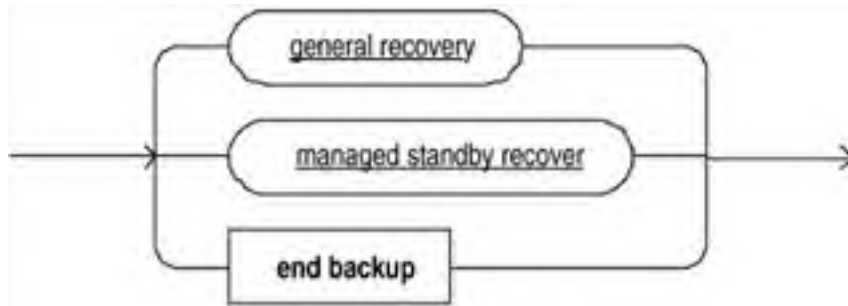 general recovery
managed standby recover
end backup